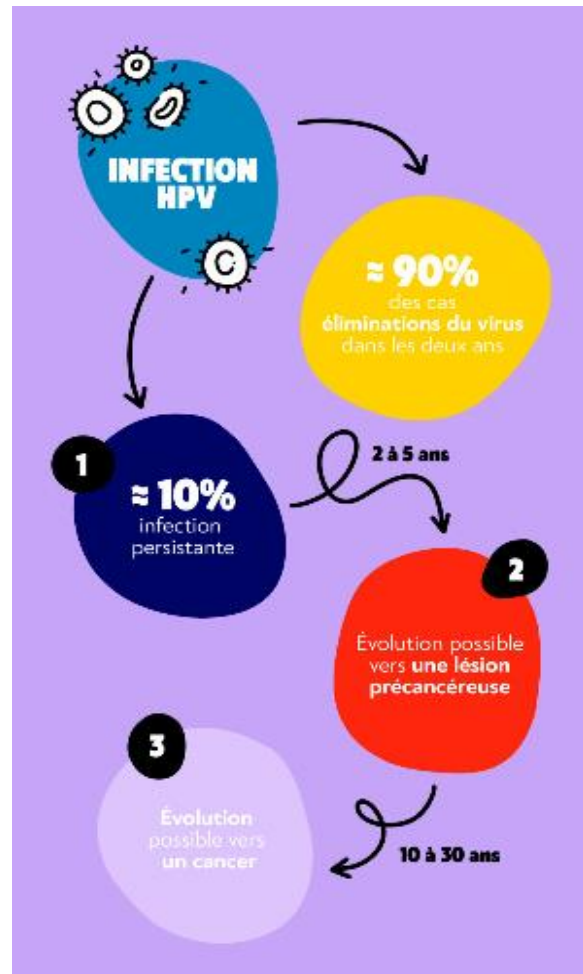 INFECTION
HPV
≈ 90%
des cas
éliminations du virus
dans les deux ans
1
≈ 10%
infection
persistante
2 à 5 ans
2
Évolution possible
vers une lésion
précancéreuse
3
Évolution
possible vers
un cancer
10 à 30 ans